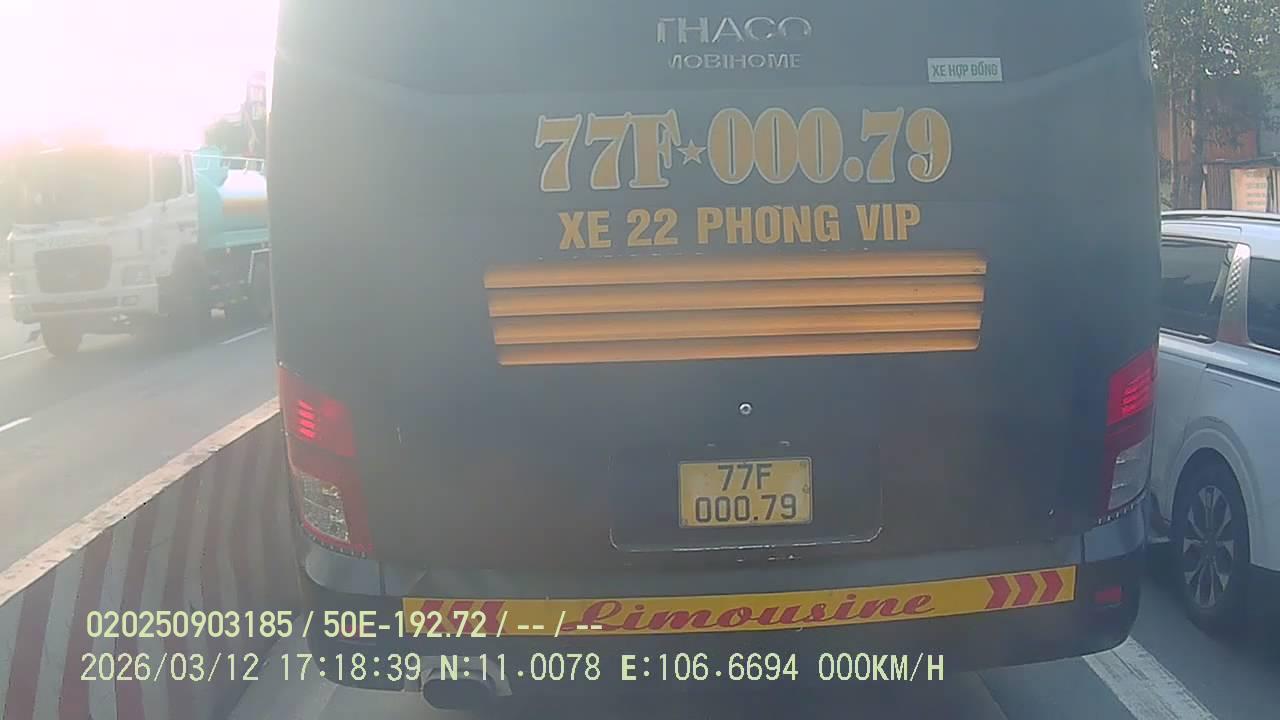 THACO
MOBIHOME
XE HỢP ĐỒNG
77F★000.79
XE 22 PHÒNG VIP
77F
000.79
Limousine
020250903185 / 50E-192.72 / -- / --
2026/03/12 17:18:39 N:11.0078 E:106.6694 000KM/H